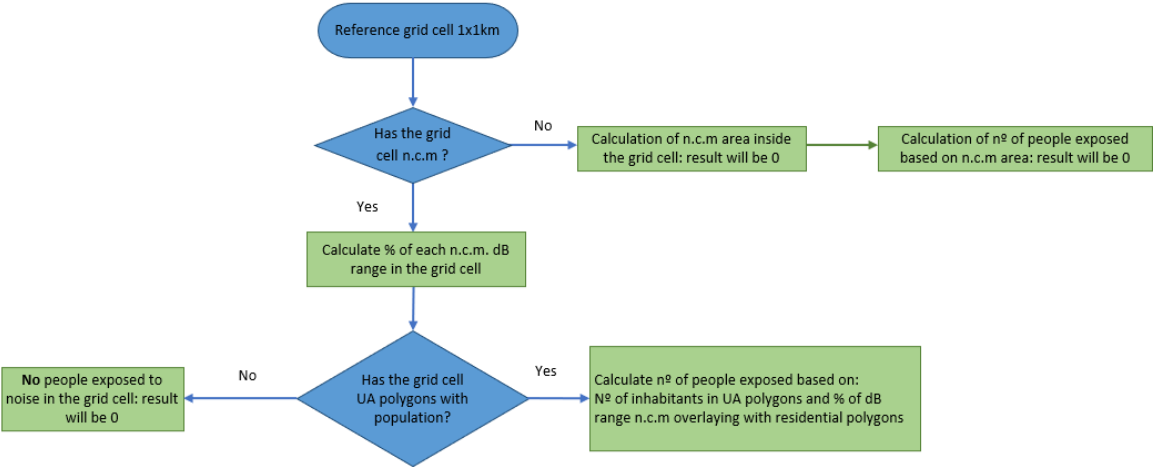 Reference grid cell 1x1km
Has the grid
cell n.c.m ?
No
Calculation of n.c.m area inside
the grid cell: result will be 0
Calculation of nº of people exposed
based on n.c.m area: result will be 0
Yes
Calculate % of each n.c.m. dB
range in the grid cell
No people exposed to
noise in the grid cell: result
will be 0
No
Has the grid cell
UA polygons with
population?
Yes
Calculate nº of people exposed based on:
Nº of inhabitants in UA polygons and % of dB
range n.c.m overlaying with residential polygons